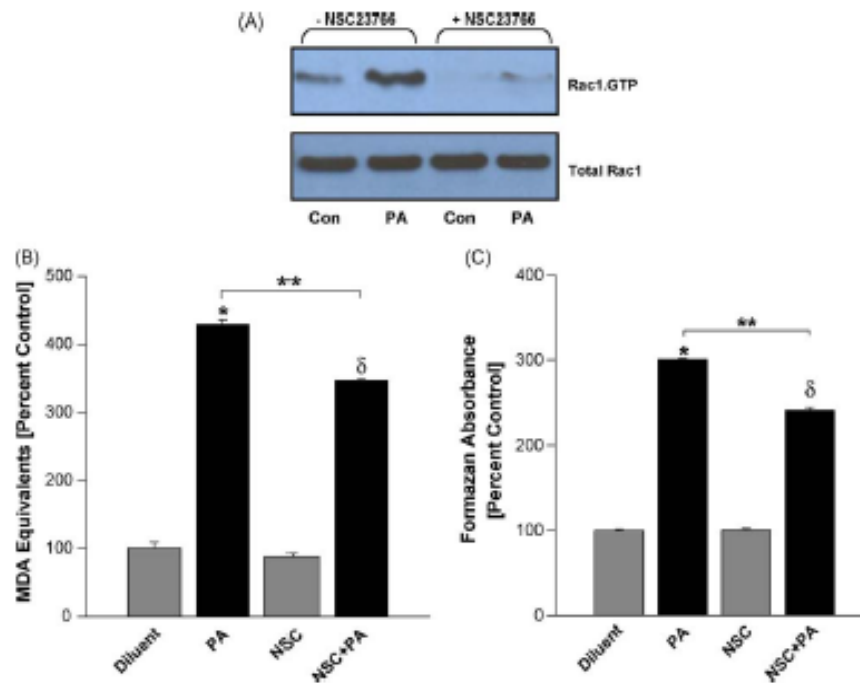 (A)
- NSC23766 + NSC23766
Rac1.GTP
Total Rac1
Con PA Con PA
(B)
MDA Equivalents [Percent Control]
500
400
300
200
100
0
*
**
δ
Diluent PA NSC NSC+PA
(C)
Formazan Absorbance
[Percent Control]
400
300
200
100
0
*
**
δ
Diluent PA NSC NSC+PA